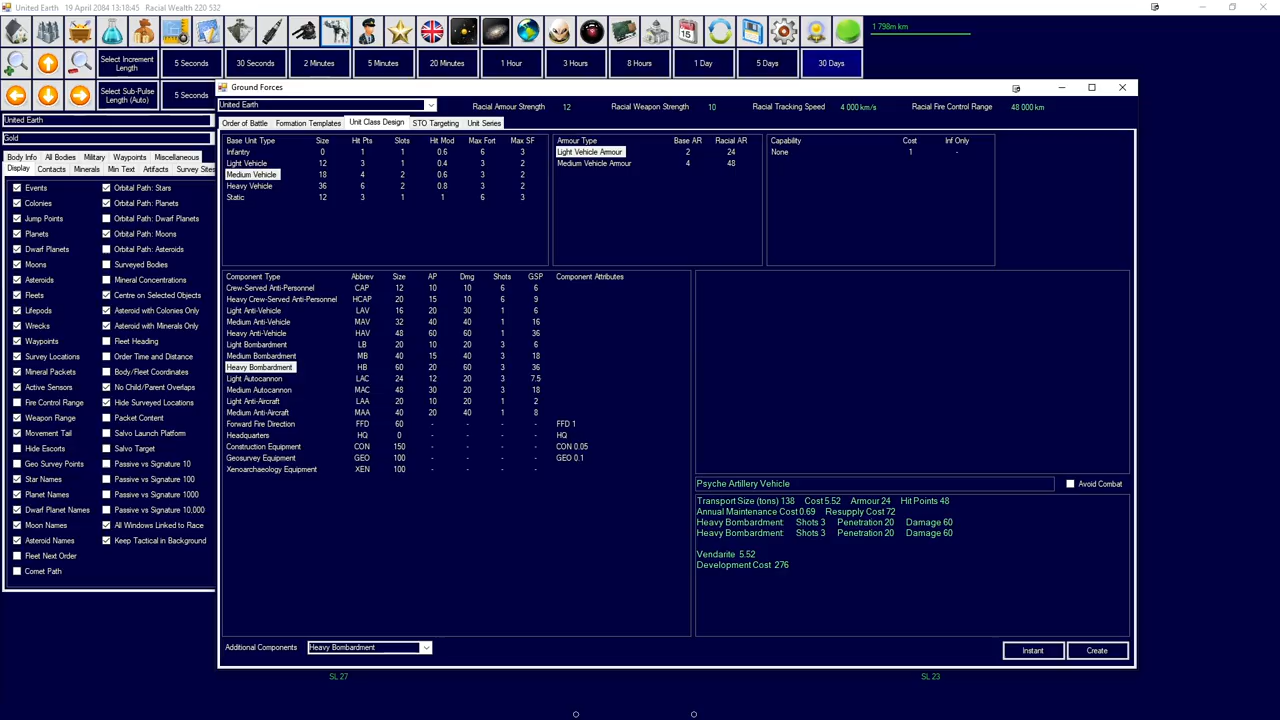 United Earth   19 April 2084 13:18:45   Racial Wealth 220 532
1 798m km
Select Increment Length
5 Seconds
30 Seconds
2 Minutes
5 Minutes
20 Minutes
1 Hour
3 Hours
8 Hours
1 Day
5 Days
30 Days
Select Sub-Pulse Length (Auto)
5 Seconds
United Earth
Gold
Body Info   All Bodies   Military   Waypoints   Miscellaneous
Display   Contacts   Minerals   Min Text   Artifacts   Survey Sites
Events   Orbital Path: Stars
Colonies   Orbital Path: Planets
Jump Points   Orbital Path: Dwarf Planets
Planets   Orbital Path: Moons
Dwarf Planets   Orbital Path: Asteroids
Moons   Surveyed Bodies
Asteroids   Mineral Concentrations
Fleets   Centre on Selected Objects
Lifepods   Asteroid with Colonies Only
Wrecks   Asteroid with Minerals Only
Waypoints   Fleet Heading
Survey Locations   Order Time and Distance
Mineral Packets   Body/Fleet Coordinates
Active Sensors   No Child/Parent Overlaps
Fire Control Range   Hide Surveyed Locations
Weapon Range   Packet Content
Movement Tail   Salvo Launch Platform
Hide Escorts   Salvo Target
Geo Survey Points   Passive vs Signature 10
Star Names   Passive vs Signature 100
Planet Names   Passive vs Signature 1000
Dwarf Planet Names   Passive vs Signature 10,000
Moon Names   All Windows Linked to Race
Asteroid Names   Keep Tactical in Background
Fleet Next Order
Comet Path
Ground Forces
United Earth   Racial Armour Strength   12   Racial Weapon Strength   10   Racial Tracking Speed   4 000 km/s   Racial Fire Control Range   48 000 km
Order of Battle   Formation Templates   Unit Class Design   STO Targeting   Unit Series
Base Unit Type   Size   Hit Pts   Slots   Hit Mod   Max Fort   Max SF
Infantry   0   1   1   0.6   6   3
Light Vehicle   12   3   1   0.4   3   2
Medium Vehicle   18   4   2   0.6   3   2
Heavy Vehicle   36   6   2   0.8   3   2
Static   12   3   1   1   6   3
Armour Type   Base AR   Racial AR
Light Vehicle Armour   2   24
Medium Vehicle Armour   4   48
Capability   Cost   Inf Only
None   1   -
Component Type   Abbrev   Size   AP   Dmg   Shots   GSP   Component Attributes
Crew-Served Anti-Personnel   CAP   12   10   10   6   6
Heavy Crew-Served Anti-Personnel   HCAP   20   15   10   6   9
Light Anti-Vehicle   LAV   16   20   30   1   6
Medium Anti-Vehicle   MAV   32   40   40   1   16
Heavy Anti-Vehicle   HAV   48   60   60   1   36
Light Bombardment   LB   20   10   20   3   6
Medium Bombardment   MB   40   15   40   3   18
Heavy Bombardment   HB   60   20   60   3   36
Light Autocannon   LAC   24   12   20   3   7.5
Medium Autocannon   MAC   48   30   20   3   18
Light Anti-Aircraft   LAA   20   10   20   1   2
Medium Anti-Aircraft   MAA   40   20   40   1   8
Forward Fire Direction   FFD   60   -   -   -   -   FFD 1
Headquarters   HQ   0   -   -   -   -   HQ
Construction Equipment   CON   150   -   -   -   -   CON 0.05
Geosurvey Equipment   GEO   100   -   -   -   -   GEO 0.1
Xenoarchaeology Equipment   XEN   100   -   -   -   -
Psyche Artillery Vehicle   Avoid Combat
Transport Size (tons) 138   Cost 5.52   Armour 24   Hit Points 48
Annual Maintenance Cost 0.69   Resupply Cost 72
Heavy Bombardment:   Shots 3   Penetration 20   Damage 60
Heavy Bombardment:   Shots 3   Penetration 20   Damage 60
Vendarite  5.52
Development Cost  276
Additional Components   Heavy Bombardment
Instant   Create
SL 27   SL 23